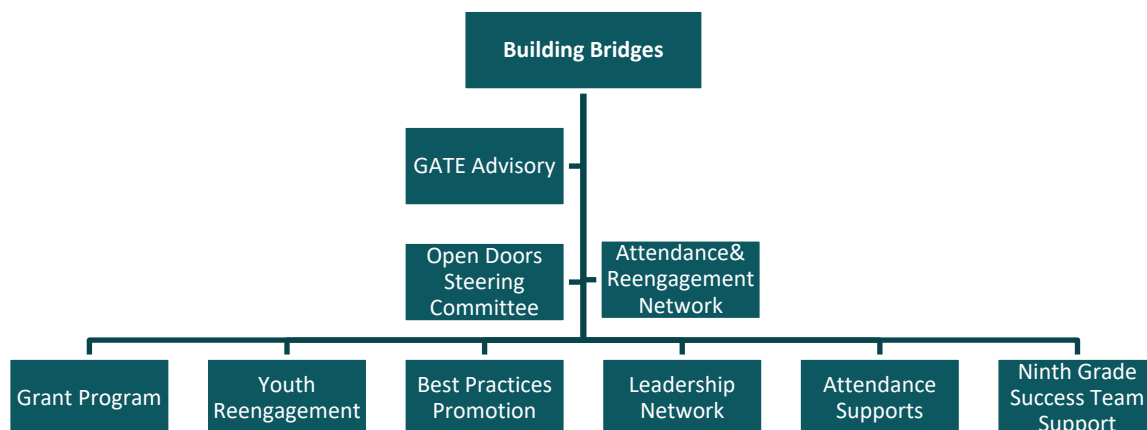 Building Bridges
GATE Advisory
Open Doors
Steering
Committee
Attendance&
Reengagement
Network
Grant Program
Youth
Reengagement
Best Practices
Promotion
Leadership
Network
Attendance
Supports
Ninth Grade
Success Team
Support